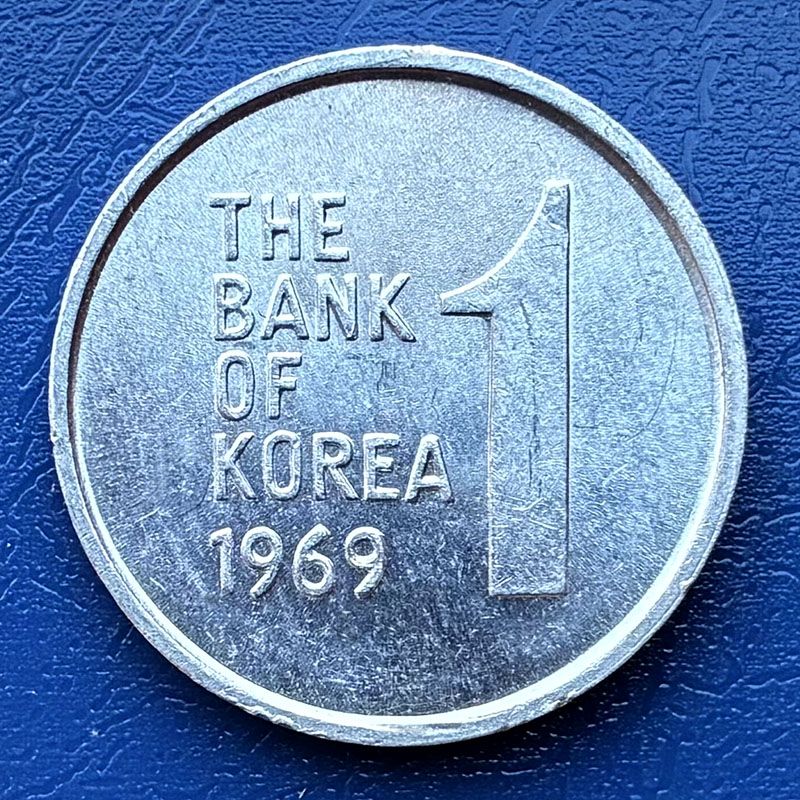 THE
BANK
OF
KOREA
1969
1